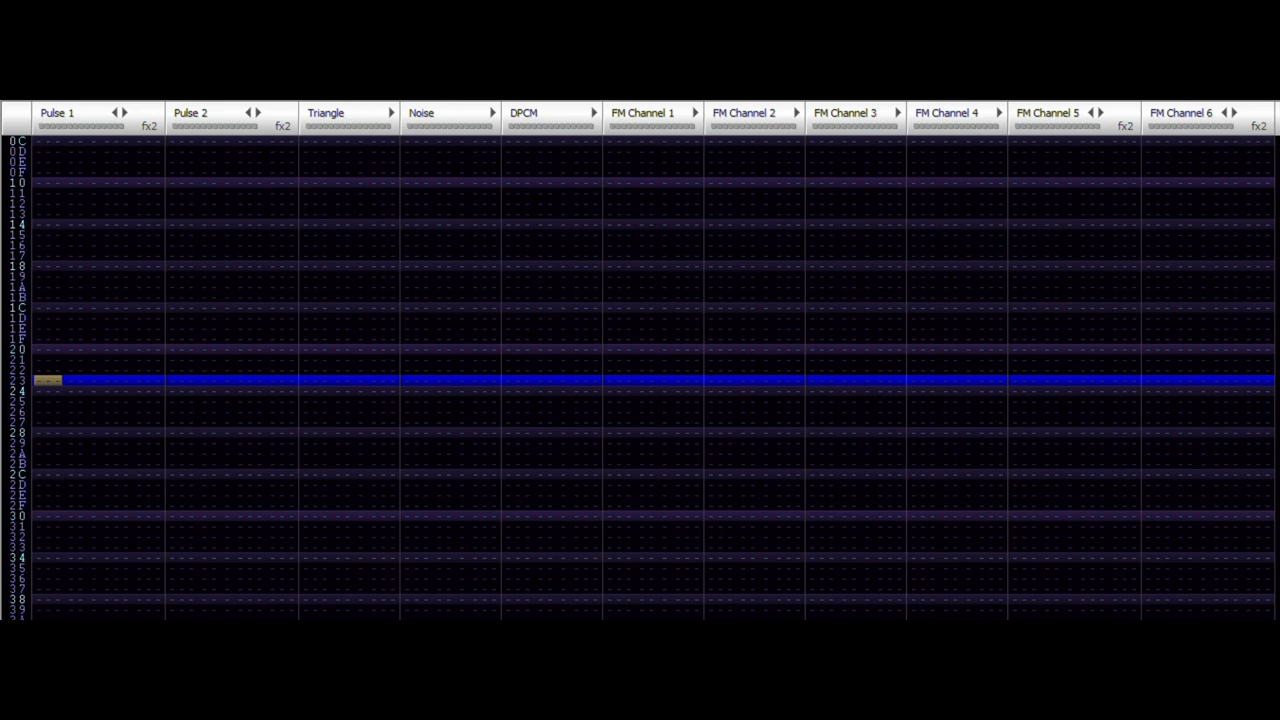 Pulse 1 Pulse 2 Triangle Noise DPCM FM Channel 1 FM Channel 2 FM Channel 3 FM Channel 4 FM Channel 5 FM Channel 6
fx2 fx2 fx2 fx2
0C
0D
0E
0F
10
11
12
13
14
15
16
17
18
19
1A
1B
1C
1D
1E
1F
20
21
22
23
24
25
26
27
28
29
2A
2B
2C
2D
2E
2F
30
31
32
33
34
35
36
37
38
39